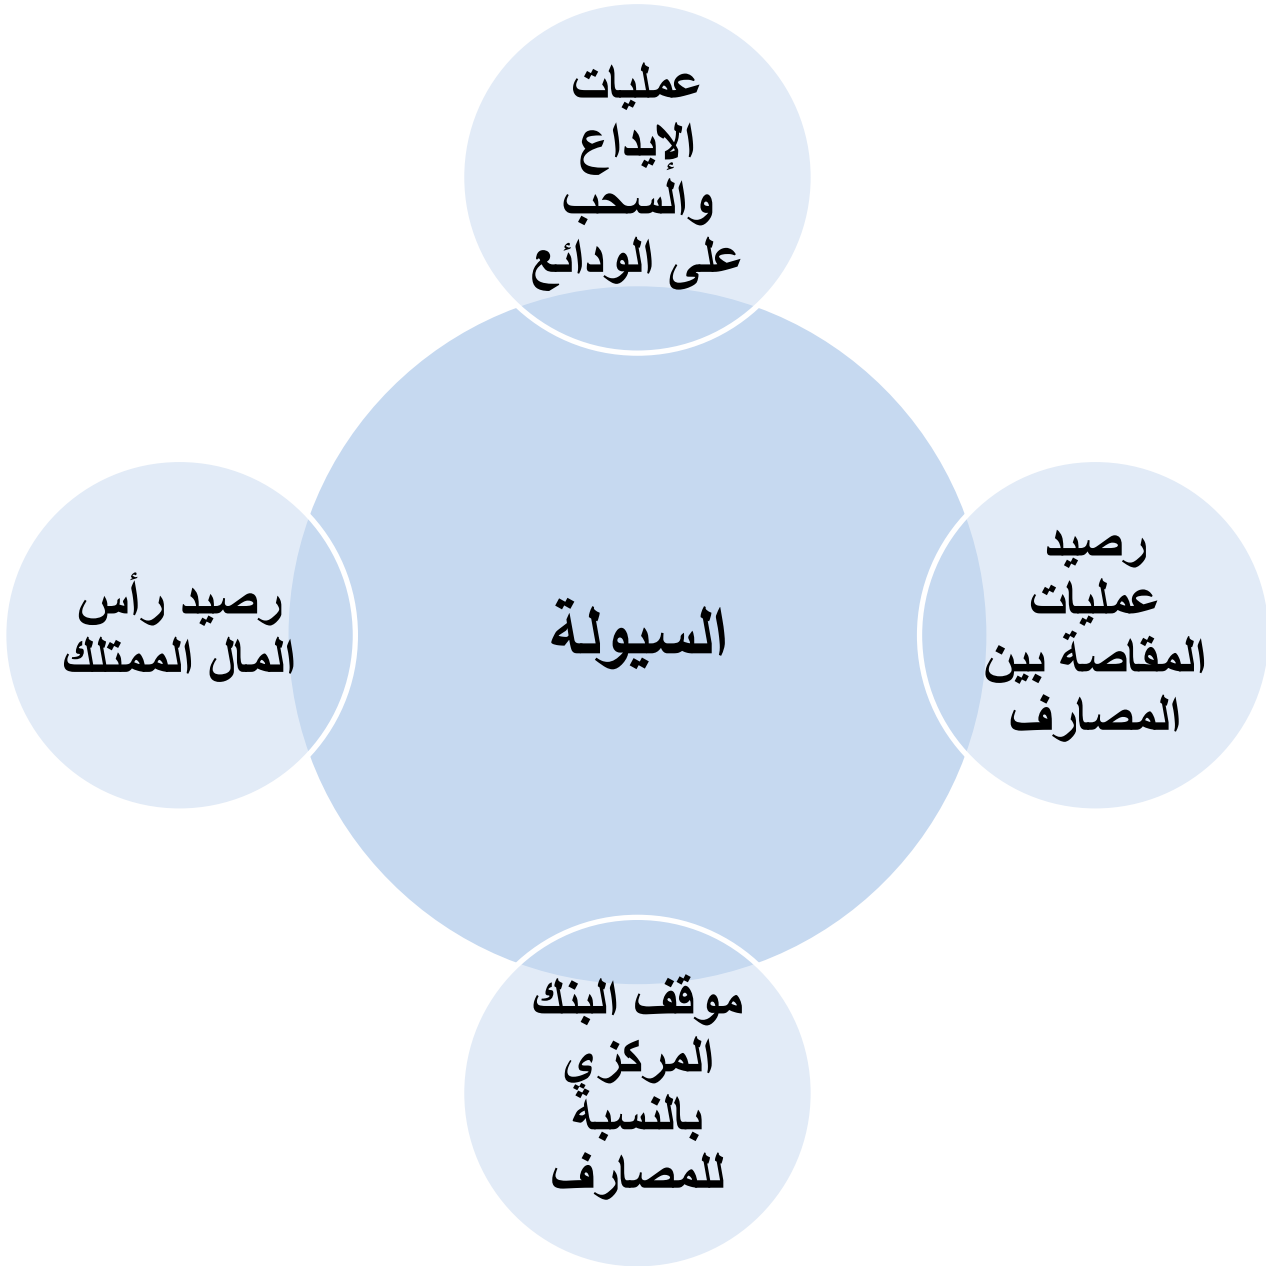 عمليات
الإيداع
والسحب
على الودائع
رصيد
عمليات
المقاصة بين
المصارف
السيولة
رصيد رأس
المال الممتلك
موقف البنك
المركزي
بالنسبة
للمصارف